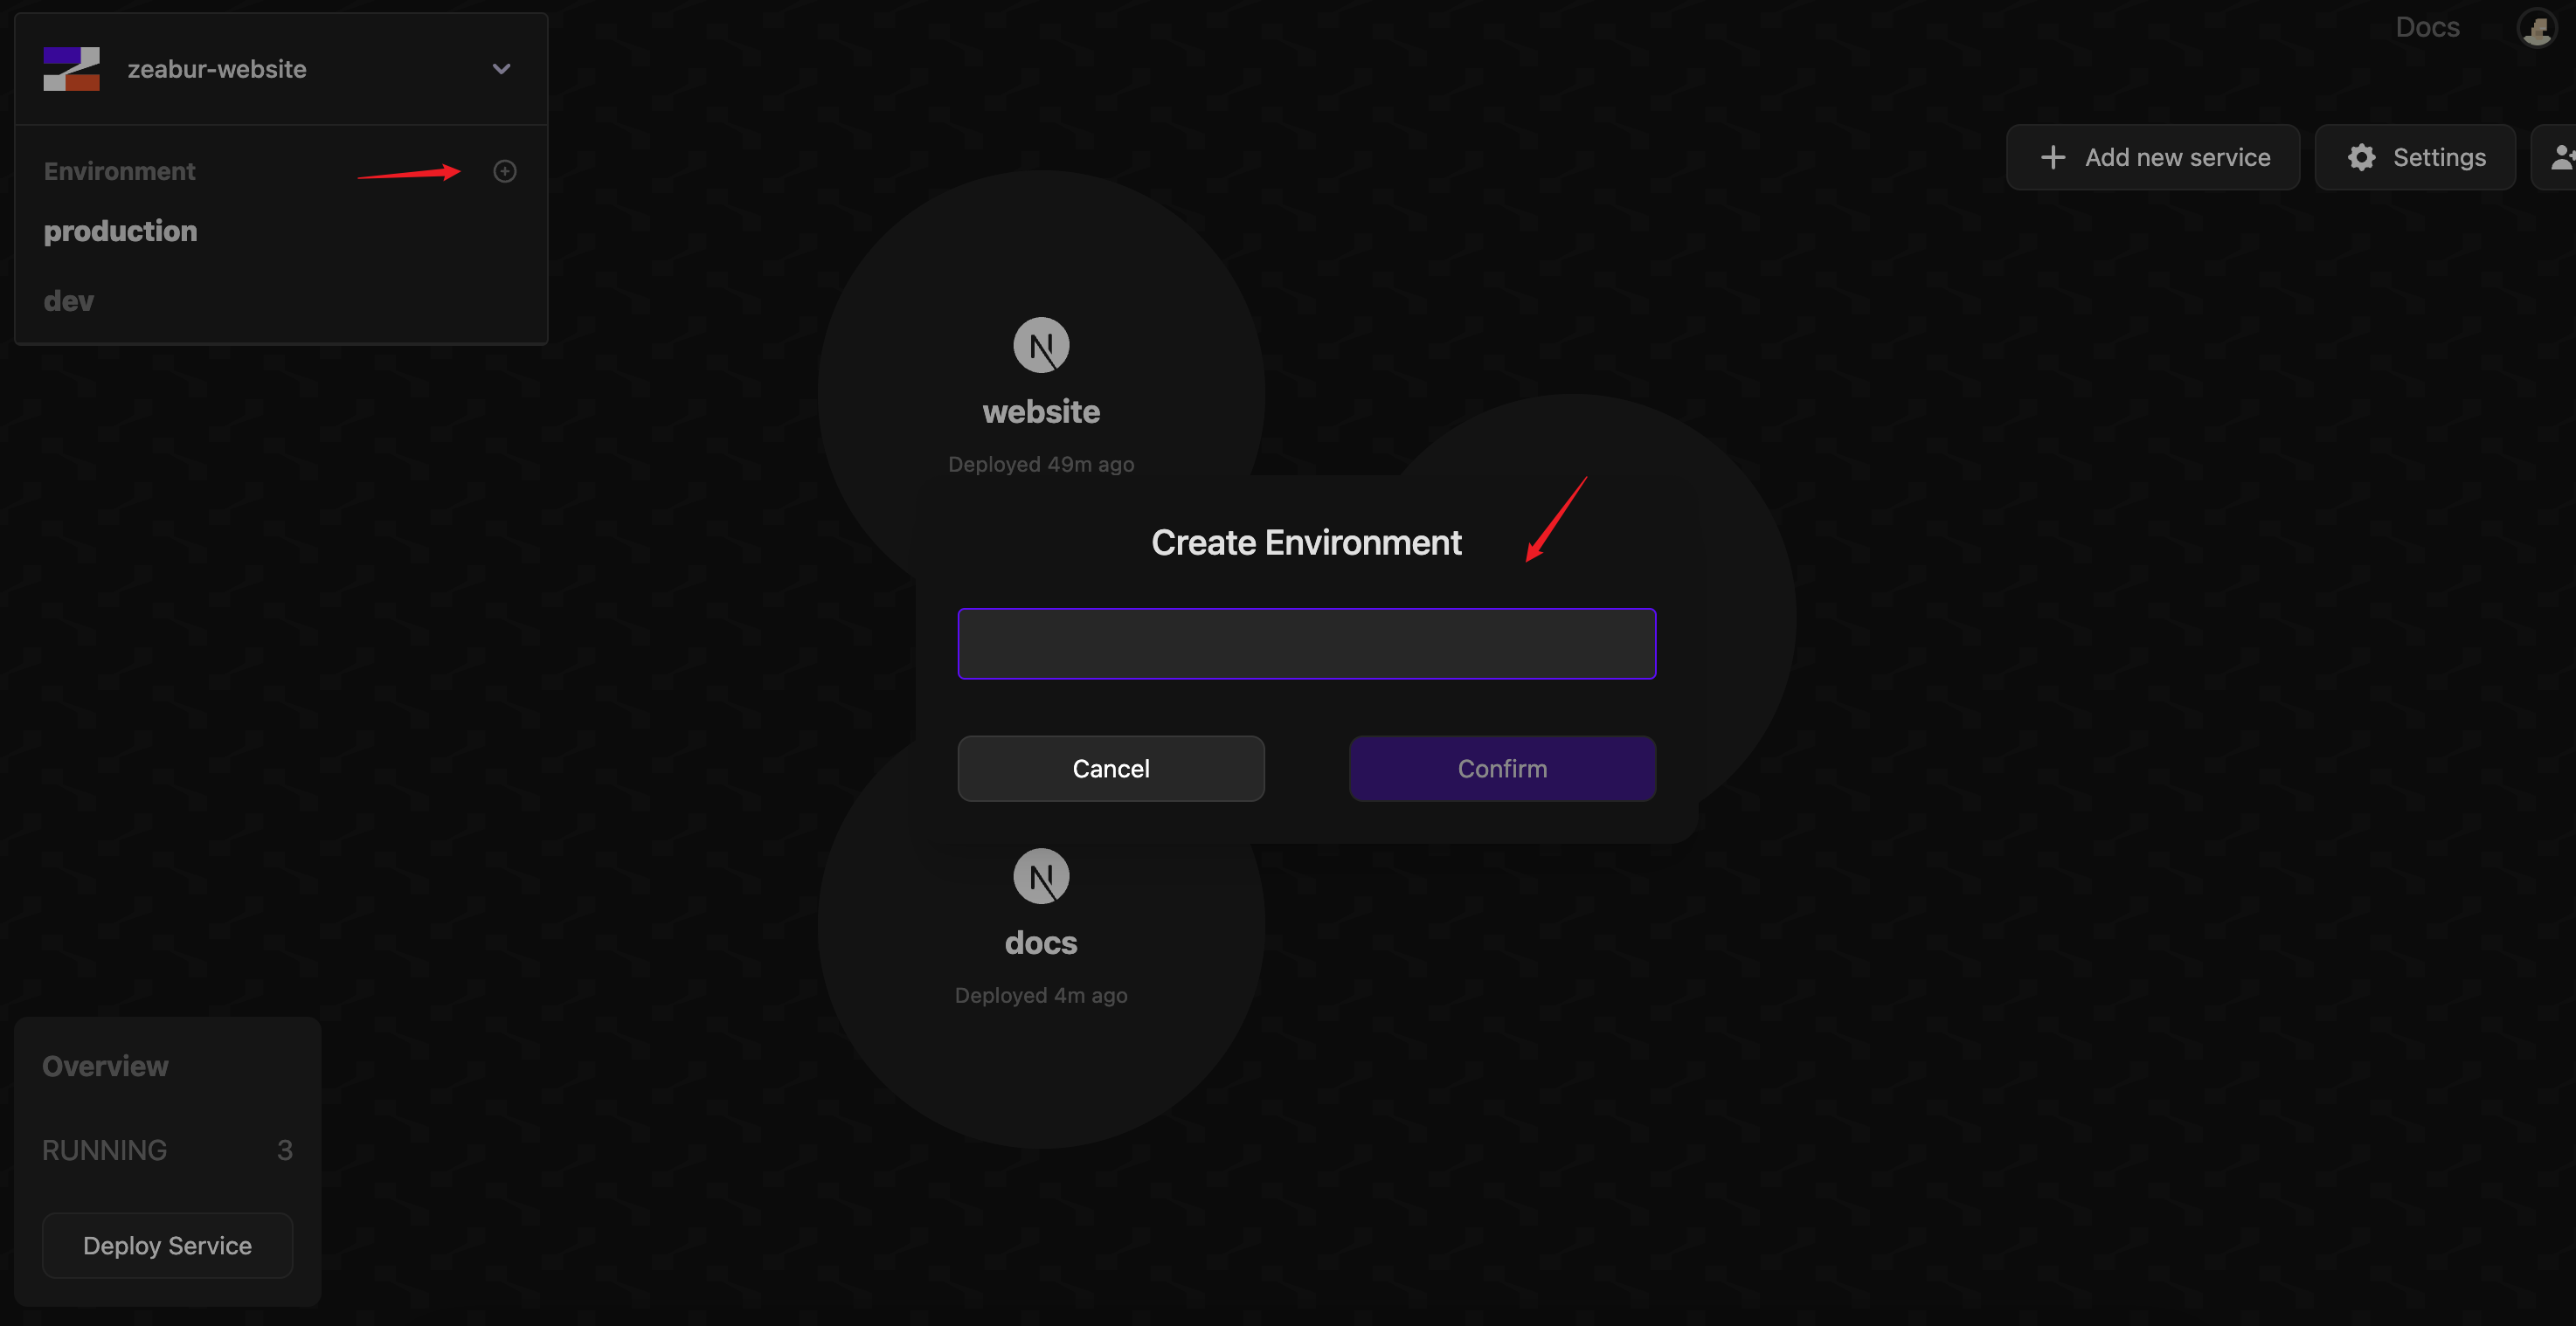 zeabur-website
Docs
Environment
production
dev
Add new service
Settings
website
Deployed 49m ago
Create Environment
Cancel
Confirm
docs
Deployed 4m ago
Overview
RUNNING 3
Deploy Service